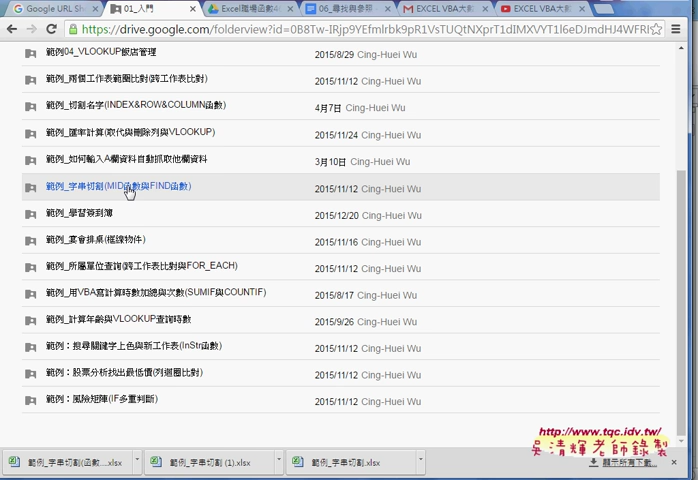 Google URL Sh
01_入門
Excel職場函數4
06_尋找與參照
EXCEL VBA大數
EXCEL VBA大數
https://drive.google.com/folderview?id=0B8Tw-IRjp9YEfmlrbk9pR1VsTUQtNXprT1dIMXVYT1l6eDJmdHJ4WFRI
範例04_VLOOKUP飯店管理 2015/8/29 Cing-Huei Wu
範例_兩個工作表範圍比對(跨工作表比對) 2015/11/12 Cing-Huei Wu
範例_切割名字(INDEX&ROW&COLUMN函數) 4月7日 Cing-Huei Wu
範例_匯率計算(取代與刪除列與VLOOKUP) 2015/11/24 Cing-Huei Wu
範例_如何輸入A欄資料自動抓取他欄資料 3月10日 Cing-Huei Wu
範例_字串切割(MID函數與FIND函數) 2015/11/12 Cing-Huei Wu
範例_學習簽到簿 2015/12/20 Cing-Huei Wu
範例_宴會排桌(框線物件) 2015/11/16 Cing-Huei Wu
範例_所屬單位查詢(跨工作表比對與FOR_EACH) 2015/11/12 Cing-Huei Wu
範例_用VBA寫計算時數加總與次數(SUMIF與COUNTIF) 2015/8/17 Cing-Huei Wu
範例_計算年齡與VLOOKUP查詢時數 2015/9/26 Cing-Huei Wu
範例：搜尋關鍵字上色與新工作表(InStr函數) 2015/11/12 Cing-Huei Wu
範例：股票分析找出最低價(列迴圈比對) 2015/11/12 Cing-Huei Wu
範例：風險矩陣(IF多重判斷) 2015/11/12 Cing-Huei Wu
http://www.tqc.idv.tw/
吳清輝老師錄製
範例_字串切割(函數....xlsx
範例_字串切割 (1).xlsx
範例_字串切割.xlsx
顯示所有下載...